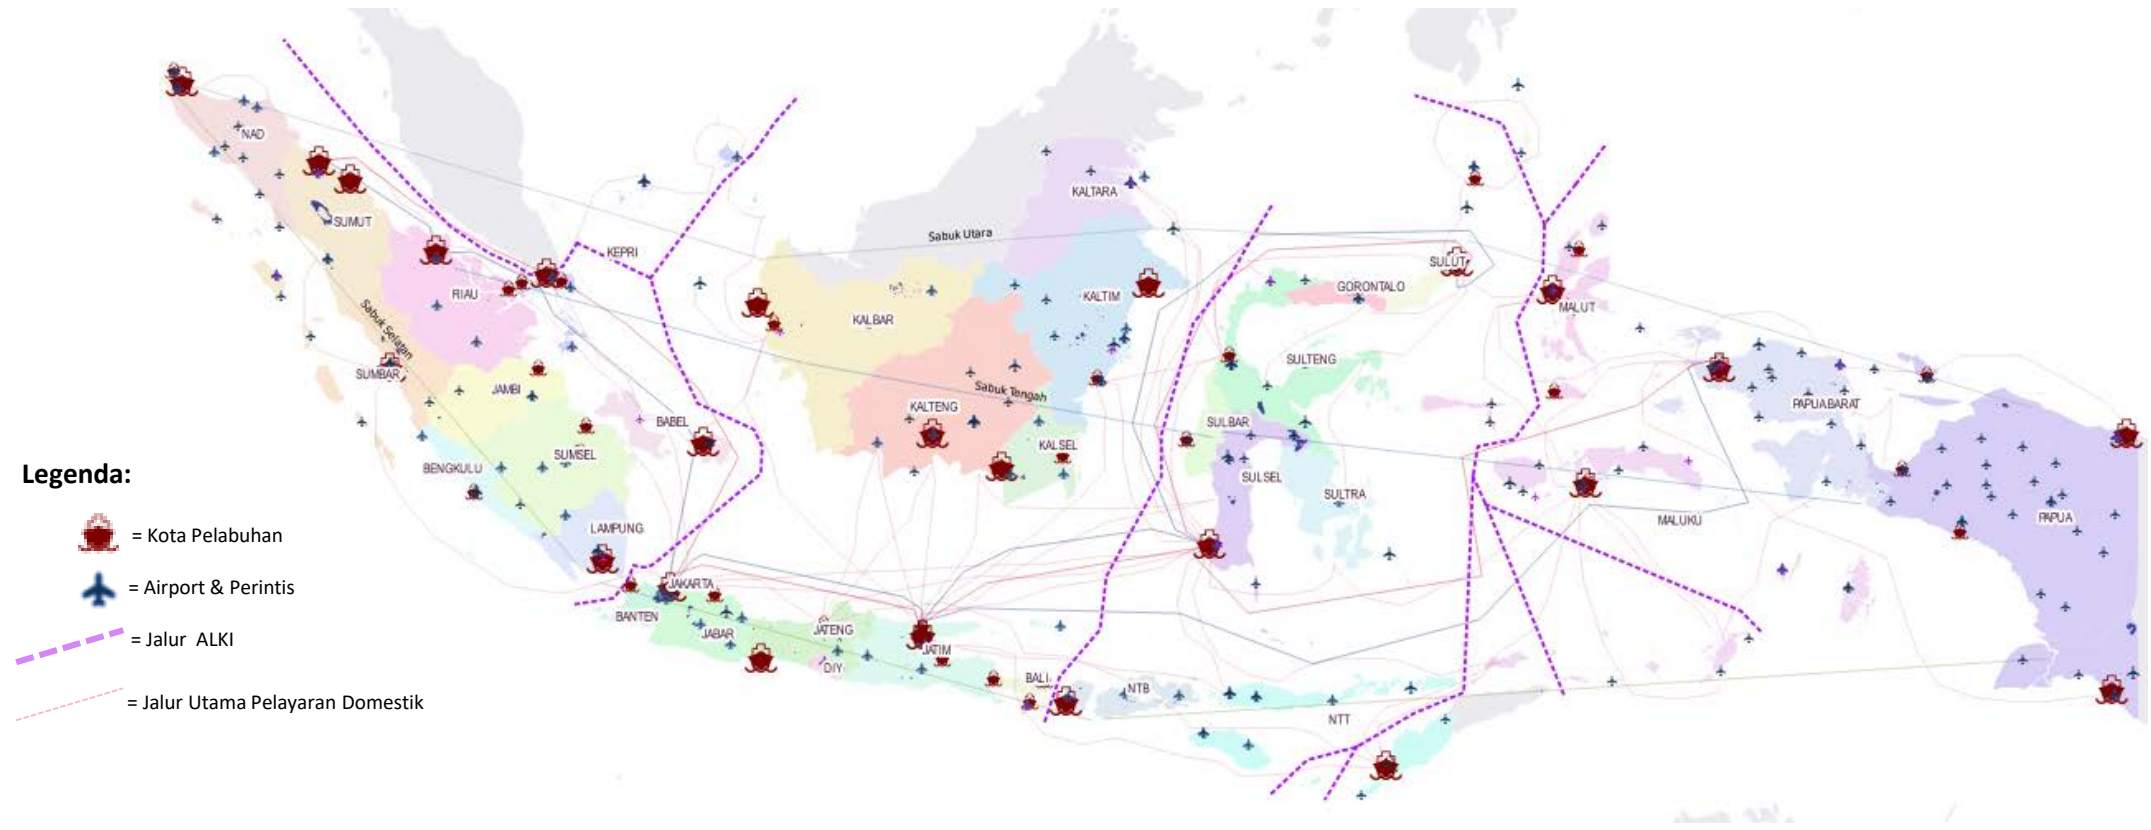 NAD
SUMUT
RIAU
KEPRI
Sabuk Selatan
SUMBAR
JAMBI
BENGKULU
SUMSEL
BABEL
LAMPUNG
JAKARTA
BANTEN
JABAR
JATENG
DIY
JATIM
BALI
NTB
NTT
Sabuk Utara
KALTARA
KALTIM
KALBAR
Sabuk Tengah
KALTENG
KALSEL
SULUT
GORONTALO
SULTENG
SULBAR
SULSEL
SULTRA
MALUT
MALUKU
PAPUABARAT
PAPUA
Legenda:
= Kota Pelabuhan
= Airport & Perintis
= Jalur ALKI
= Jalur Utama Pelayaran Domestik